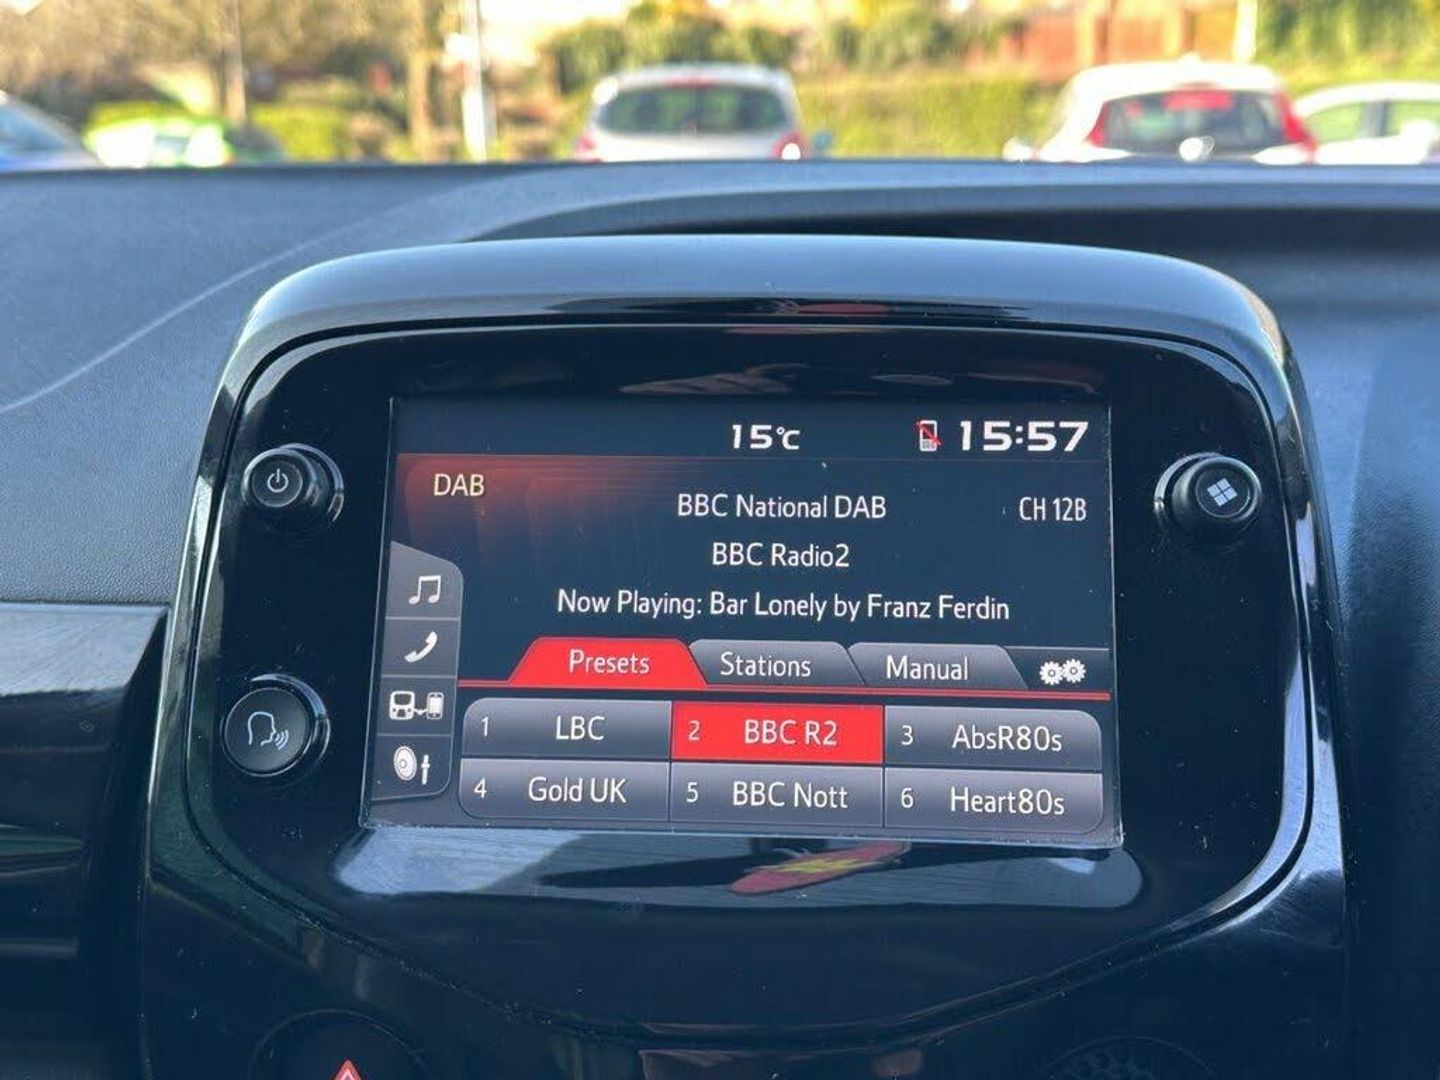 15°C 15:57
DAB
BBC National DAB CH 12B
BBC Radio2
Now Playing: Bar Lonely by Franz Ferdin
Presets Stations Manual
1 LBC 2 BBC R2 3 AbsR80s
4 Gold UK 5 BBC Nott 6 Heart80s